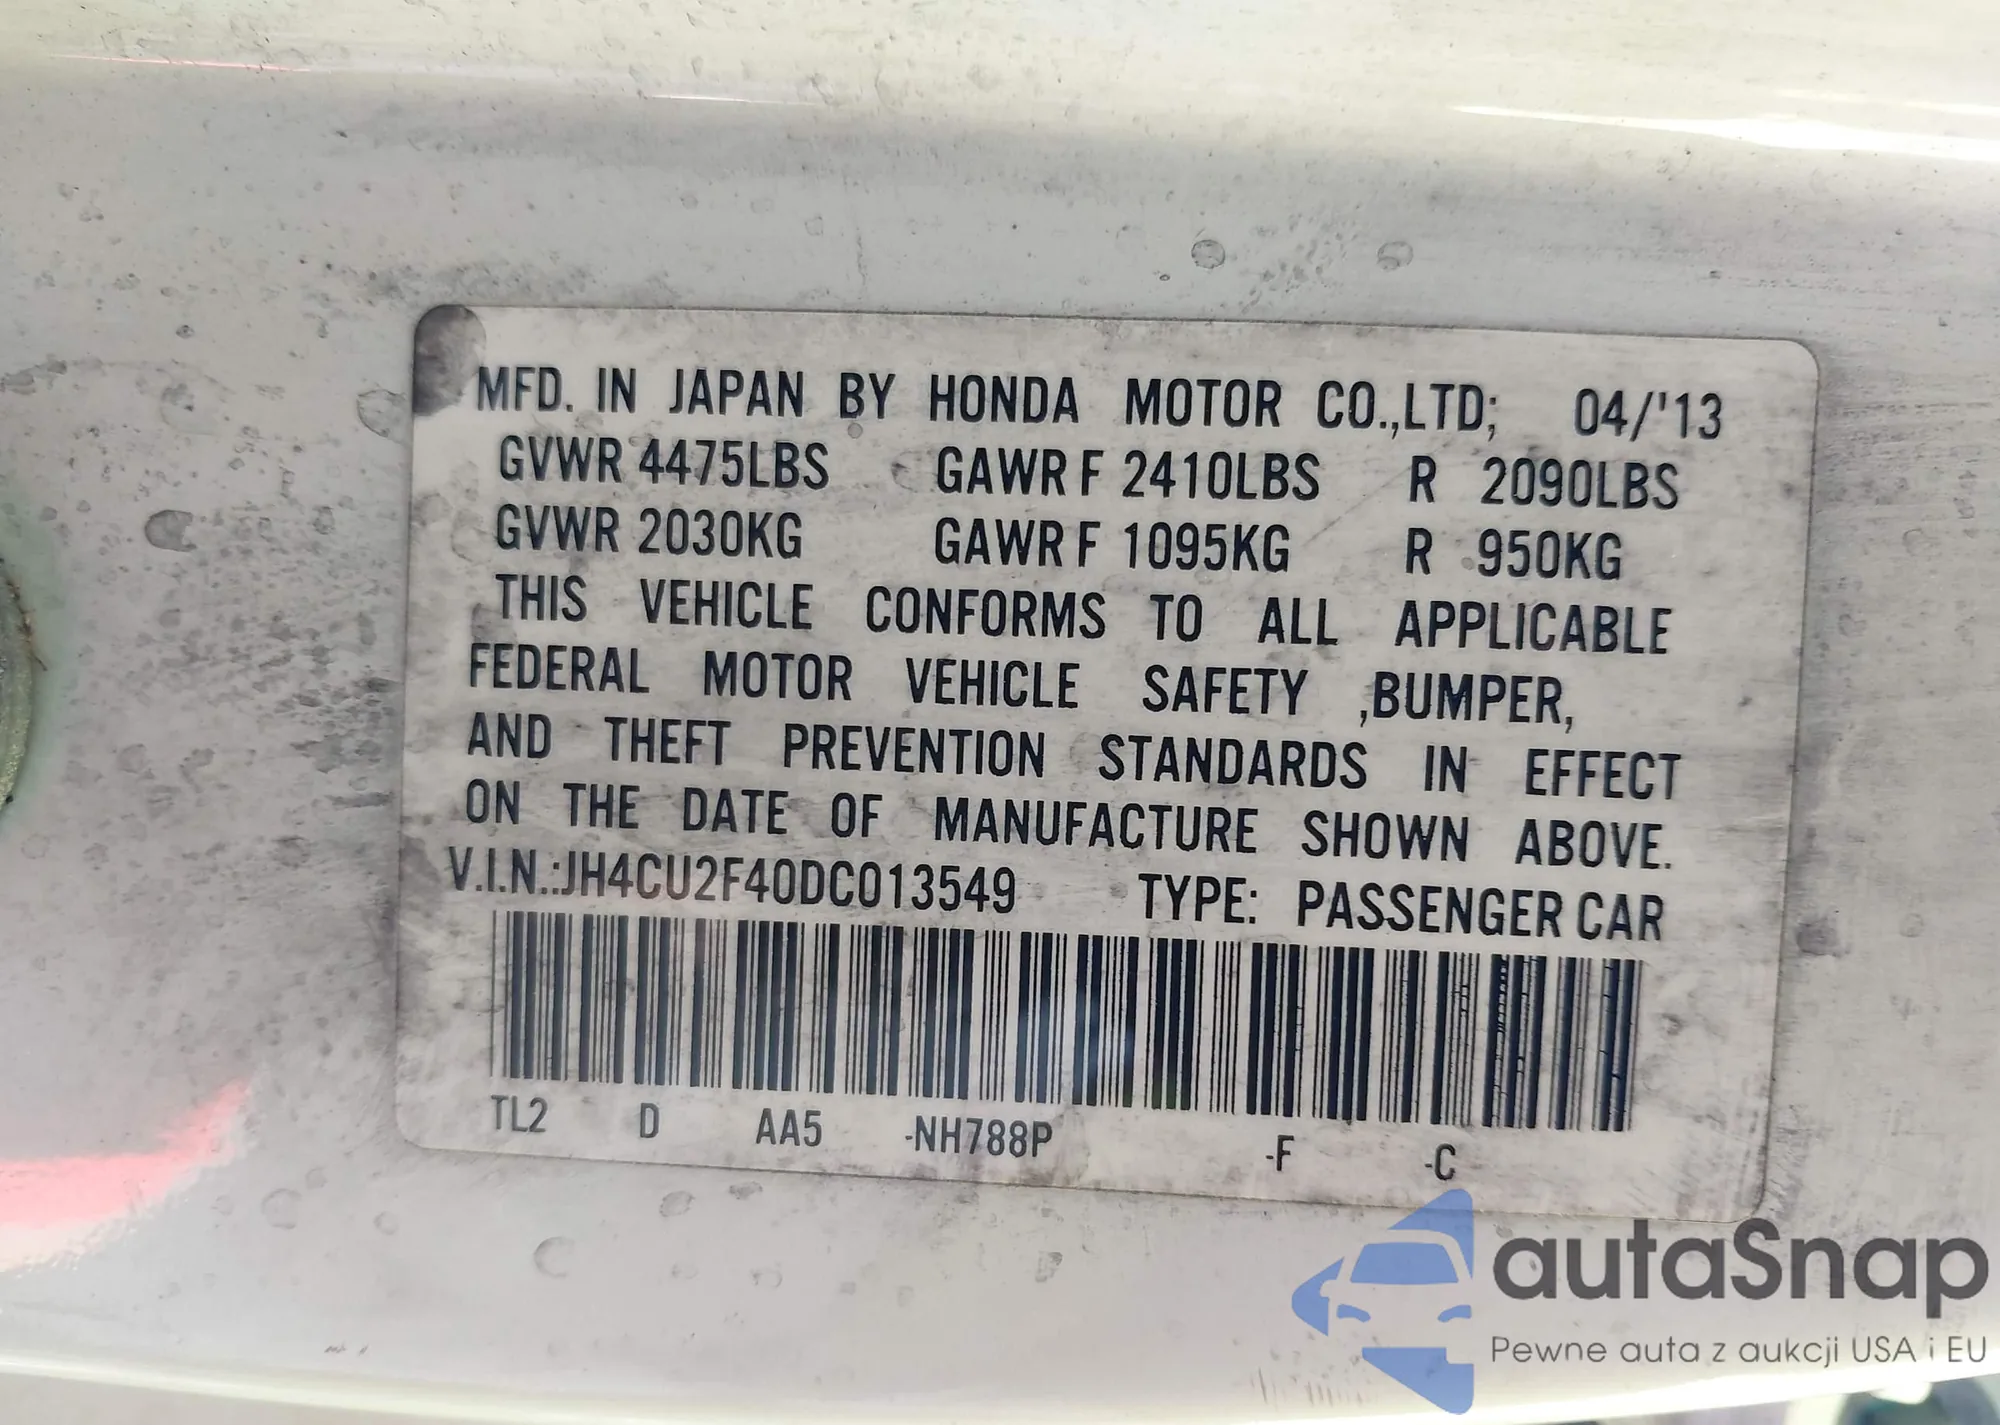 MFD. IN JAPAN BY HONDA MOTOR CO.,LTD; 04/'13
GVWR 4475LBS GAWR F 2410LBS R 2090LBS
GVWR 2030KG GAWR F 1095KG R 950KG
THIS VEHICLE CONFORMS TO ALL APPLICABLE
FEDERAL MOTOR VEHICLE SAFETY ,BUMPER,
AND THEFT PREVENTION STANDARDS IN EFFECT
ON THE DATE OF MANUFACTURE SHOWN ABOVE.
V.I.N.:JH4CU2F40DC013549 TYPE: PASSENGER CAR
TL2 D AA5 -NH788P -F -C
autaSnap
Pewne auta z aukcji USA i EU